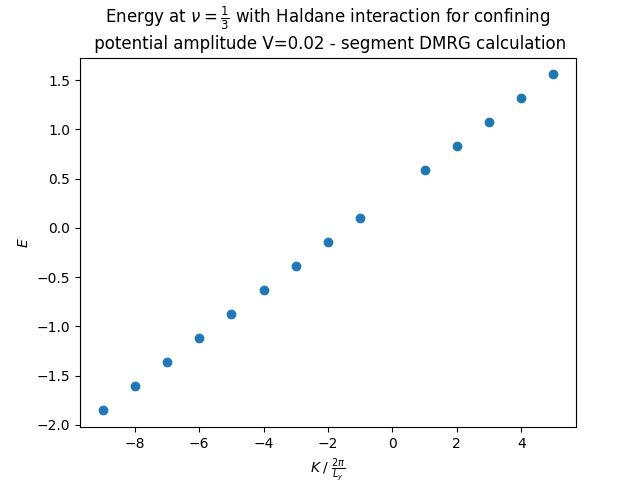 Energy at ν = 1/3 with Haldane interaction for confining
potential amplitude V=0.02 - segment DMRG calculation
1.5
1.0
0.5
0.0
−0.5
−1.0
−1.5
−2.0
E
−8 −6 −4 −2 0 2 4
K / 2π/L_y